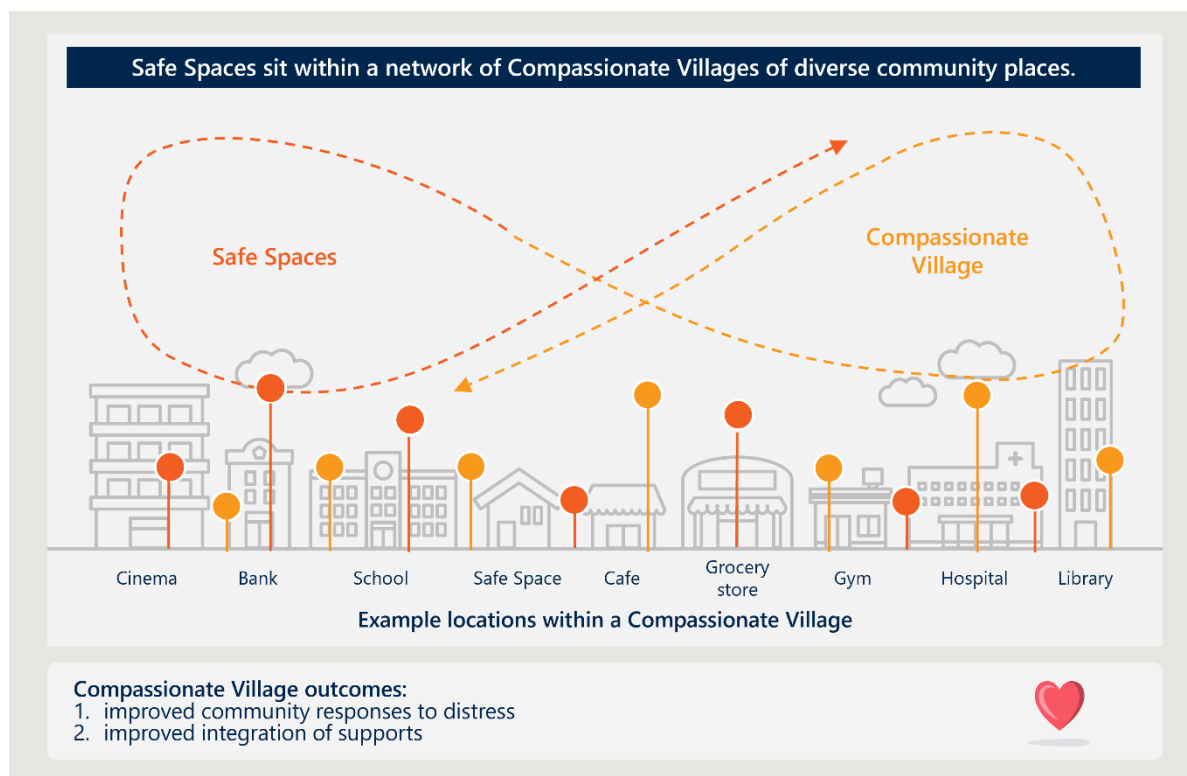 Safe Spaces sit within a network of Compassionate Villages of diverse community places.
Safe Spaces
Compassionate
Village
Cinema
Bank
School
Safe Space
Cafe
Grocery
store
Gym
Hospital
Library
Example locations within a Compassionate Village
Compassionate Village outcomes:
1. improved community responses to distress
2. improved integration of supports